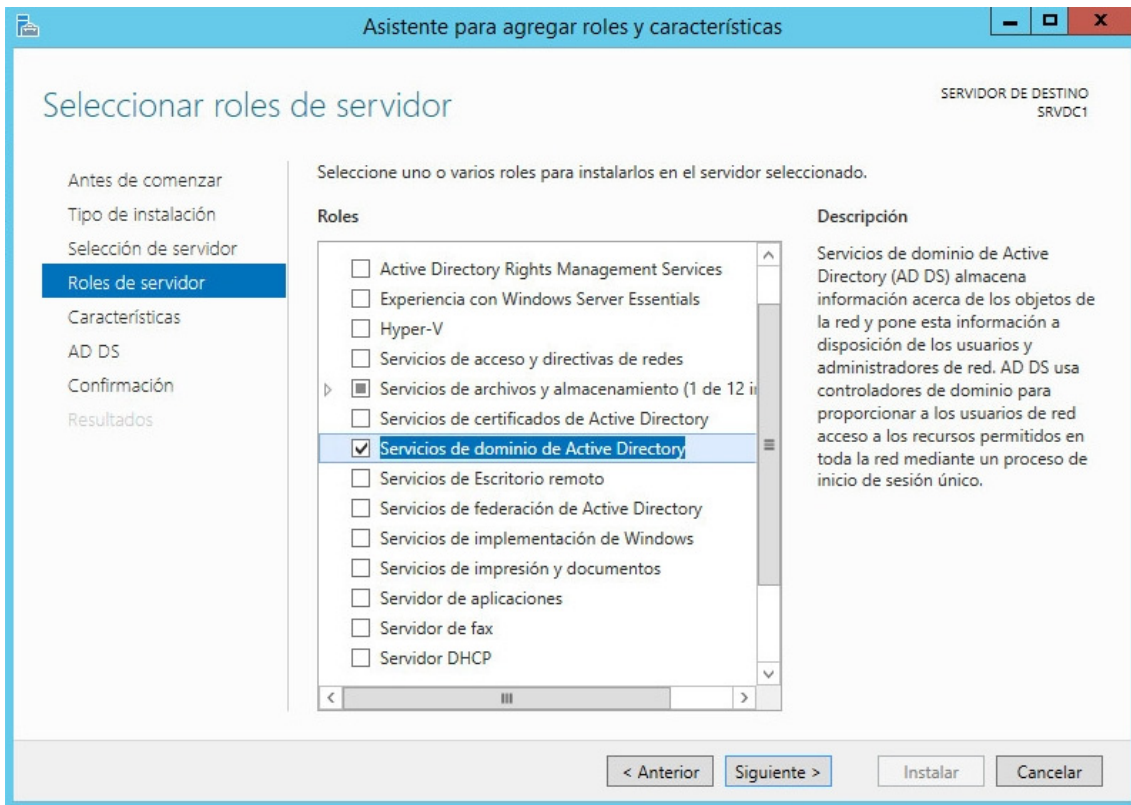 Asistente para agregar roles y características
Seleccionar roles de servidor
SERVIDOR DE DESTINO
SRVDC1
Antes de comenzar
Tipo de instalación
Selección de servidor
Roles de servidor
Características
AD DS
Confirmación
Resultados
Seleccione uno o varios roles para instalarlos en el servidor seleccionado.
Roles
Active Directory Rights Management Services
Experiencia con Windows Server Essentials
Hyper-V
Servicios de acceso y directivas de redes
Servicios de archivos y almacenamiento (1 de 12 i
Servicios de certificados de Active Directory
Servicios de dominio de Active Directory
Servicios de Escritorio remoto
Servicios de federación de Active Directory
Servicios de implementación de Windows
Servicios de impresión y documentos
Servidor de aplicaciones
Servidor de fax
Servidor DHCP
Descripción
Servicios de dominio de Active
Directory (AD DS) almacena
información acerca de los objetos de
la red y pone esta información a
disposición de los usuarios y
administradores de red. AD DS usa
controladores de dominio para
proporcionar a los usuarios de red
acceso a los recursos permitidos en
toda la red mediante un proceso de
inicio de sesión único.
< Anterior
Siguiente >
Instalar
Cancelar